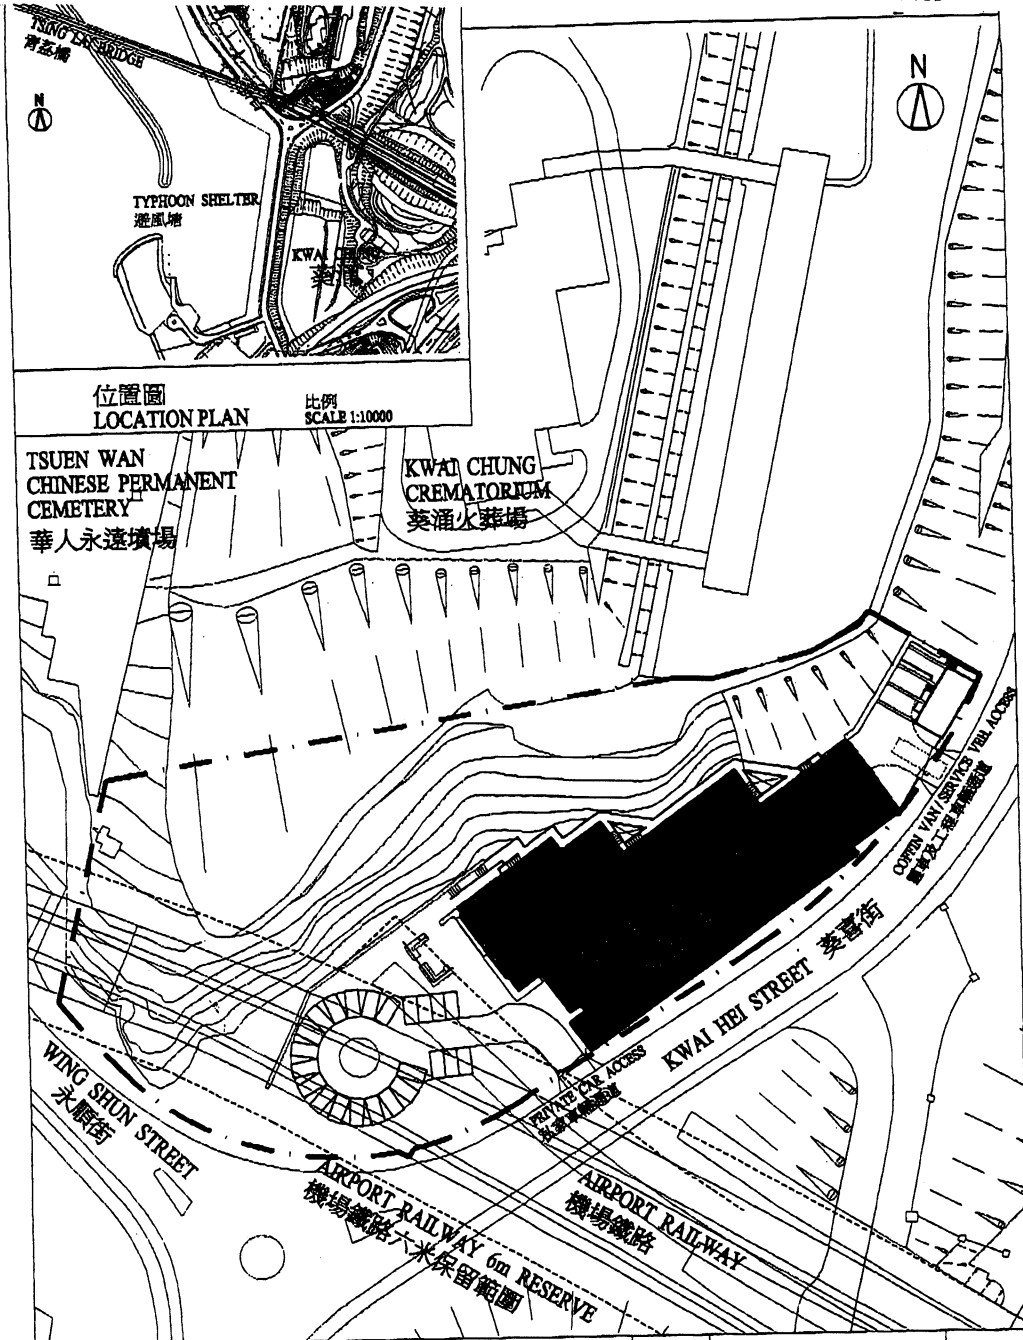 TSING LAI BRIDGE
青荔橋
N
TYPHOON SHELTER
避風塘
KWAI CHUNG
葵涌
位置圖
LOCATION PLAN
比例
SCALE 1:10000
N
TSUEN WAN
CHINESE PERMANENT
CEMETERY
華人永遠墳場
KWAI CHUNG
CREMATORIUM
葵涌火葬場
COFFIN VAN / SERVICE VEH. ACCESS
靈車及工程車輛通道
KWAI HEI STREET 葵喜街
PRIVATE CAR ACCESS
私家車輛通道
WING SHUN STREET
永順街
AIRPORT RAILWAY 6m RESERVE
機場鐵路六米保留範圍
AIRPORT RAILWAY
機場鐵路